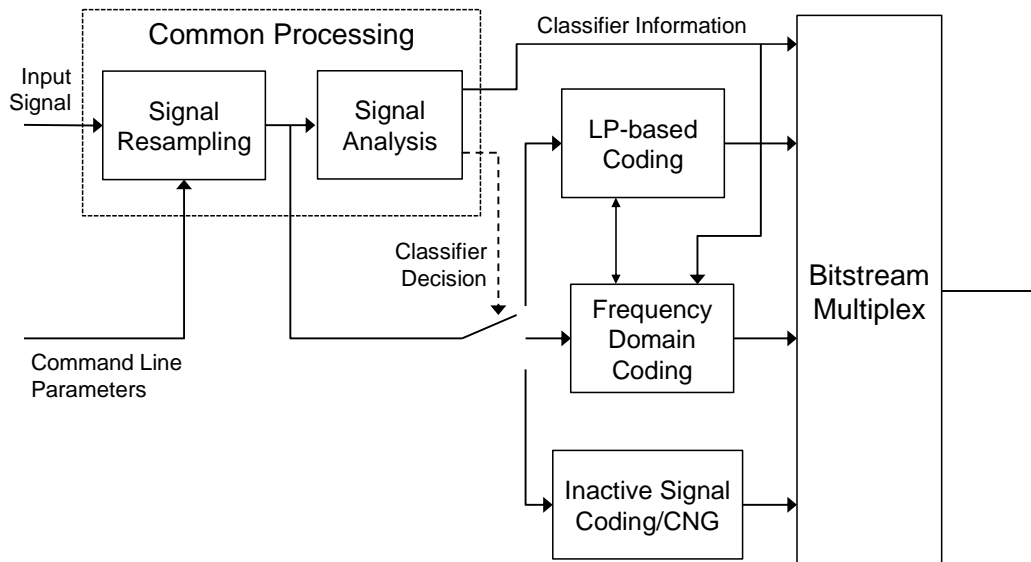 Common Processing
Classifier Information
Input
Signal
Signal
Resampling
Signal
Analysis
LP-based
Coding
Classifier
Decision
Bitstream
Multiplex
Frequency
Domain
Coding
Command Line
Parameters
Inactive Signal
Coding/CNG